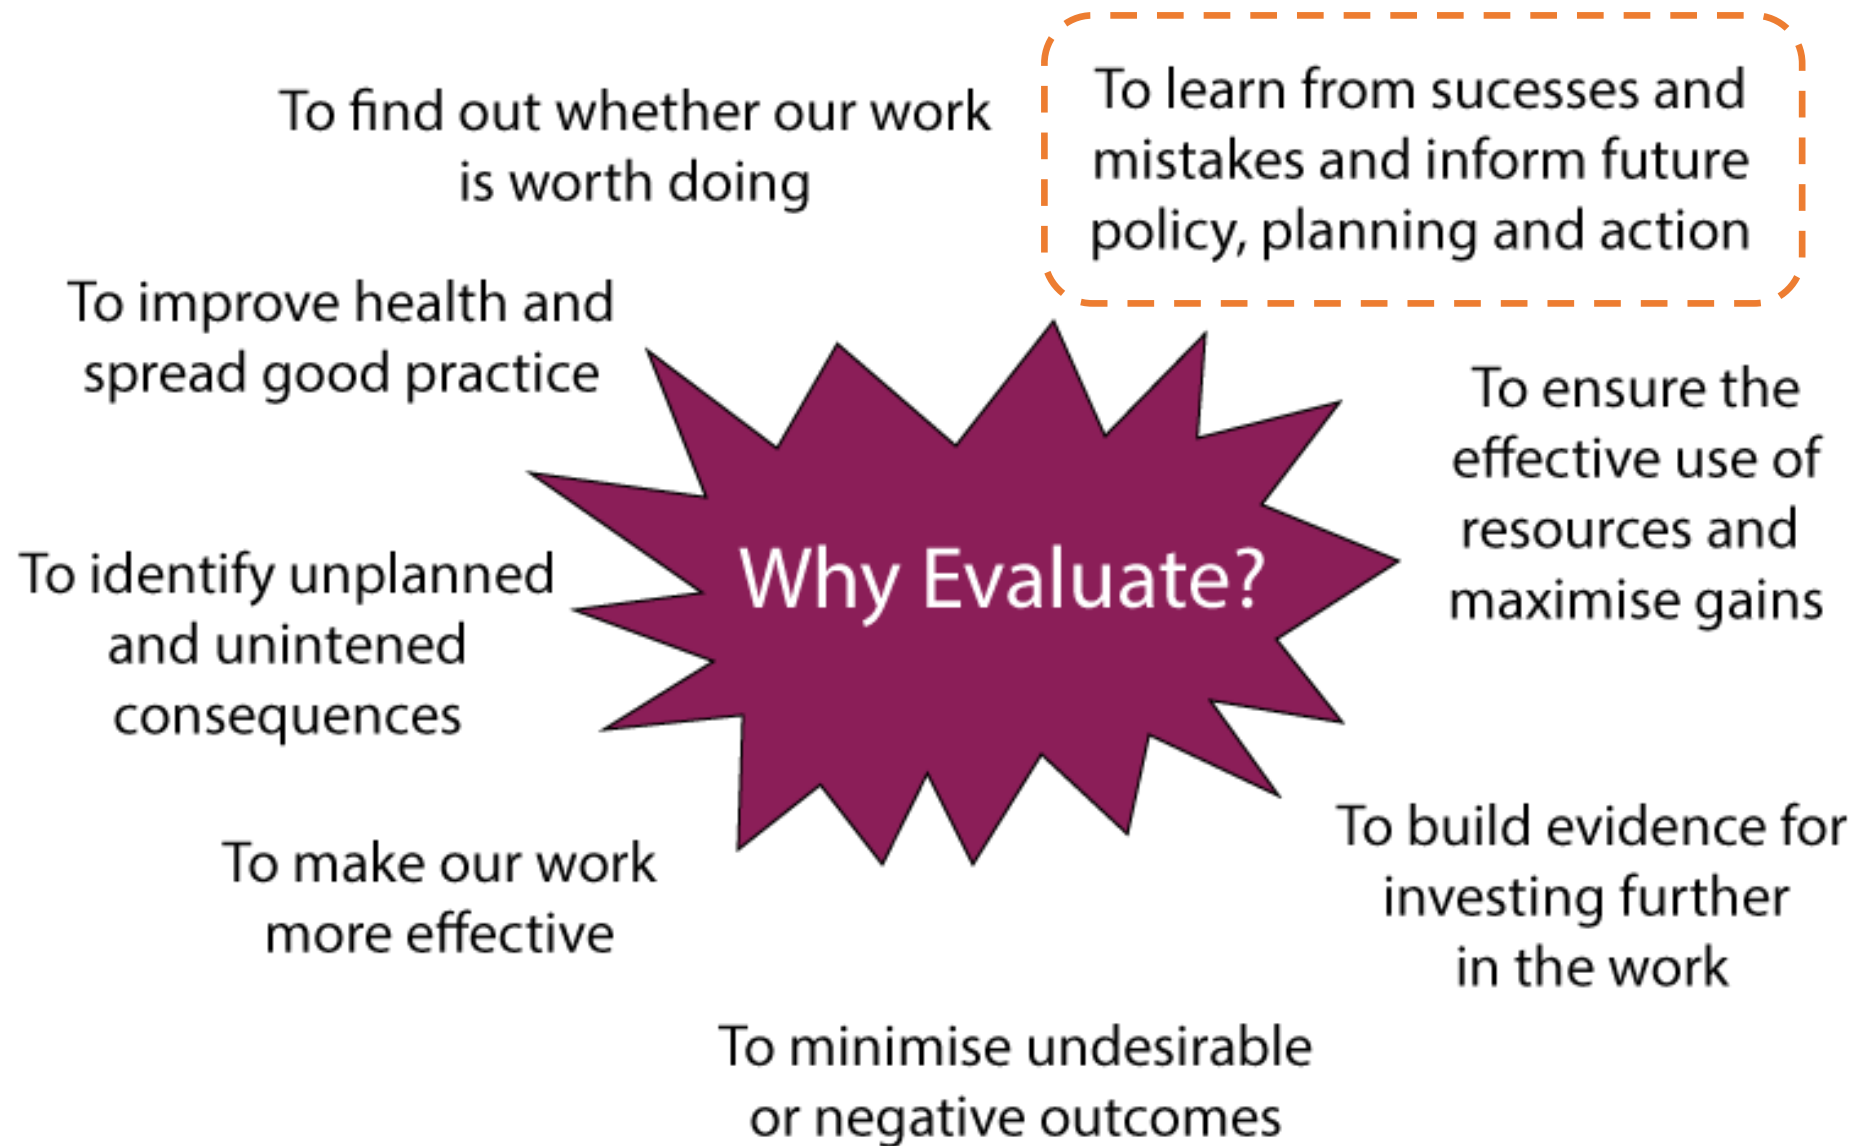 To find out whether our work
is worth doing
To learn from sucesses and
mistakes and inform future
policy, planning and action
To improve health and
spread good practice
To ensure the
effective use of
resources and
maximise gains
Why Evaluate?
To identify unplanned
and unintened
consequences
To make our work
more effective
To build evidence for
investing further
in the work
To minimise undesirable
or negative outcomes